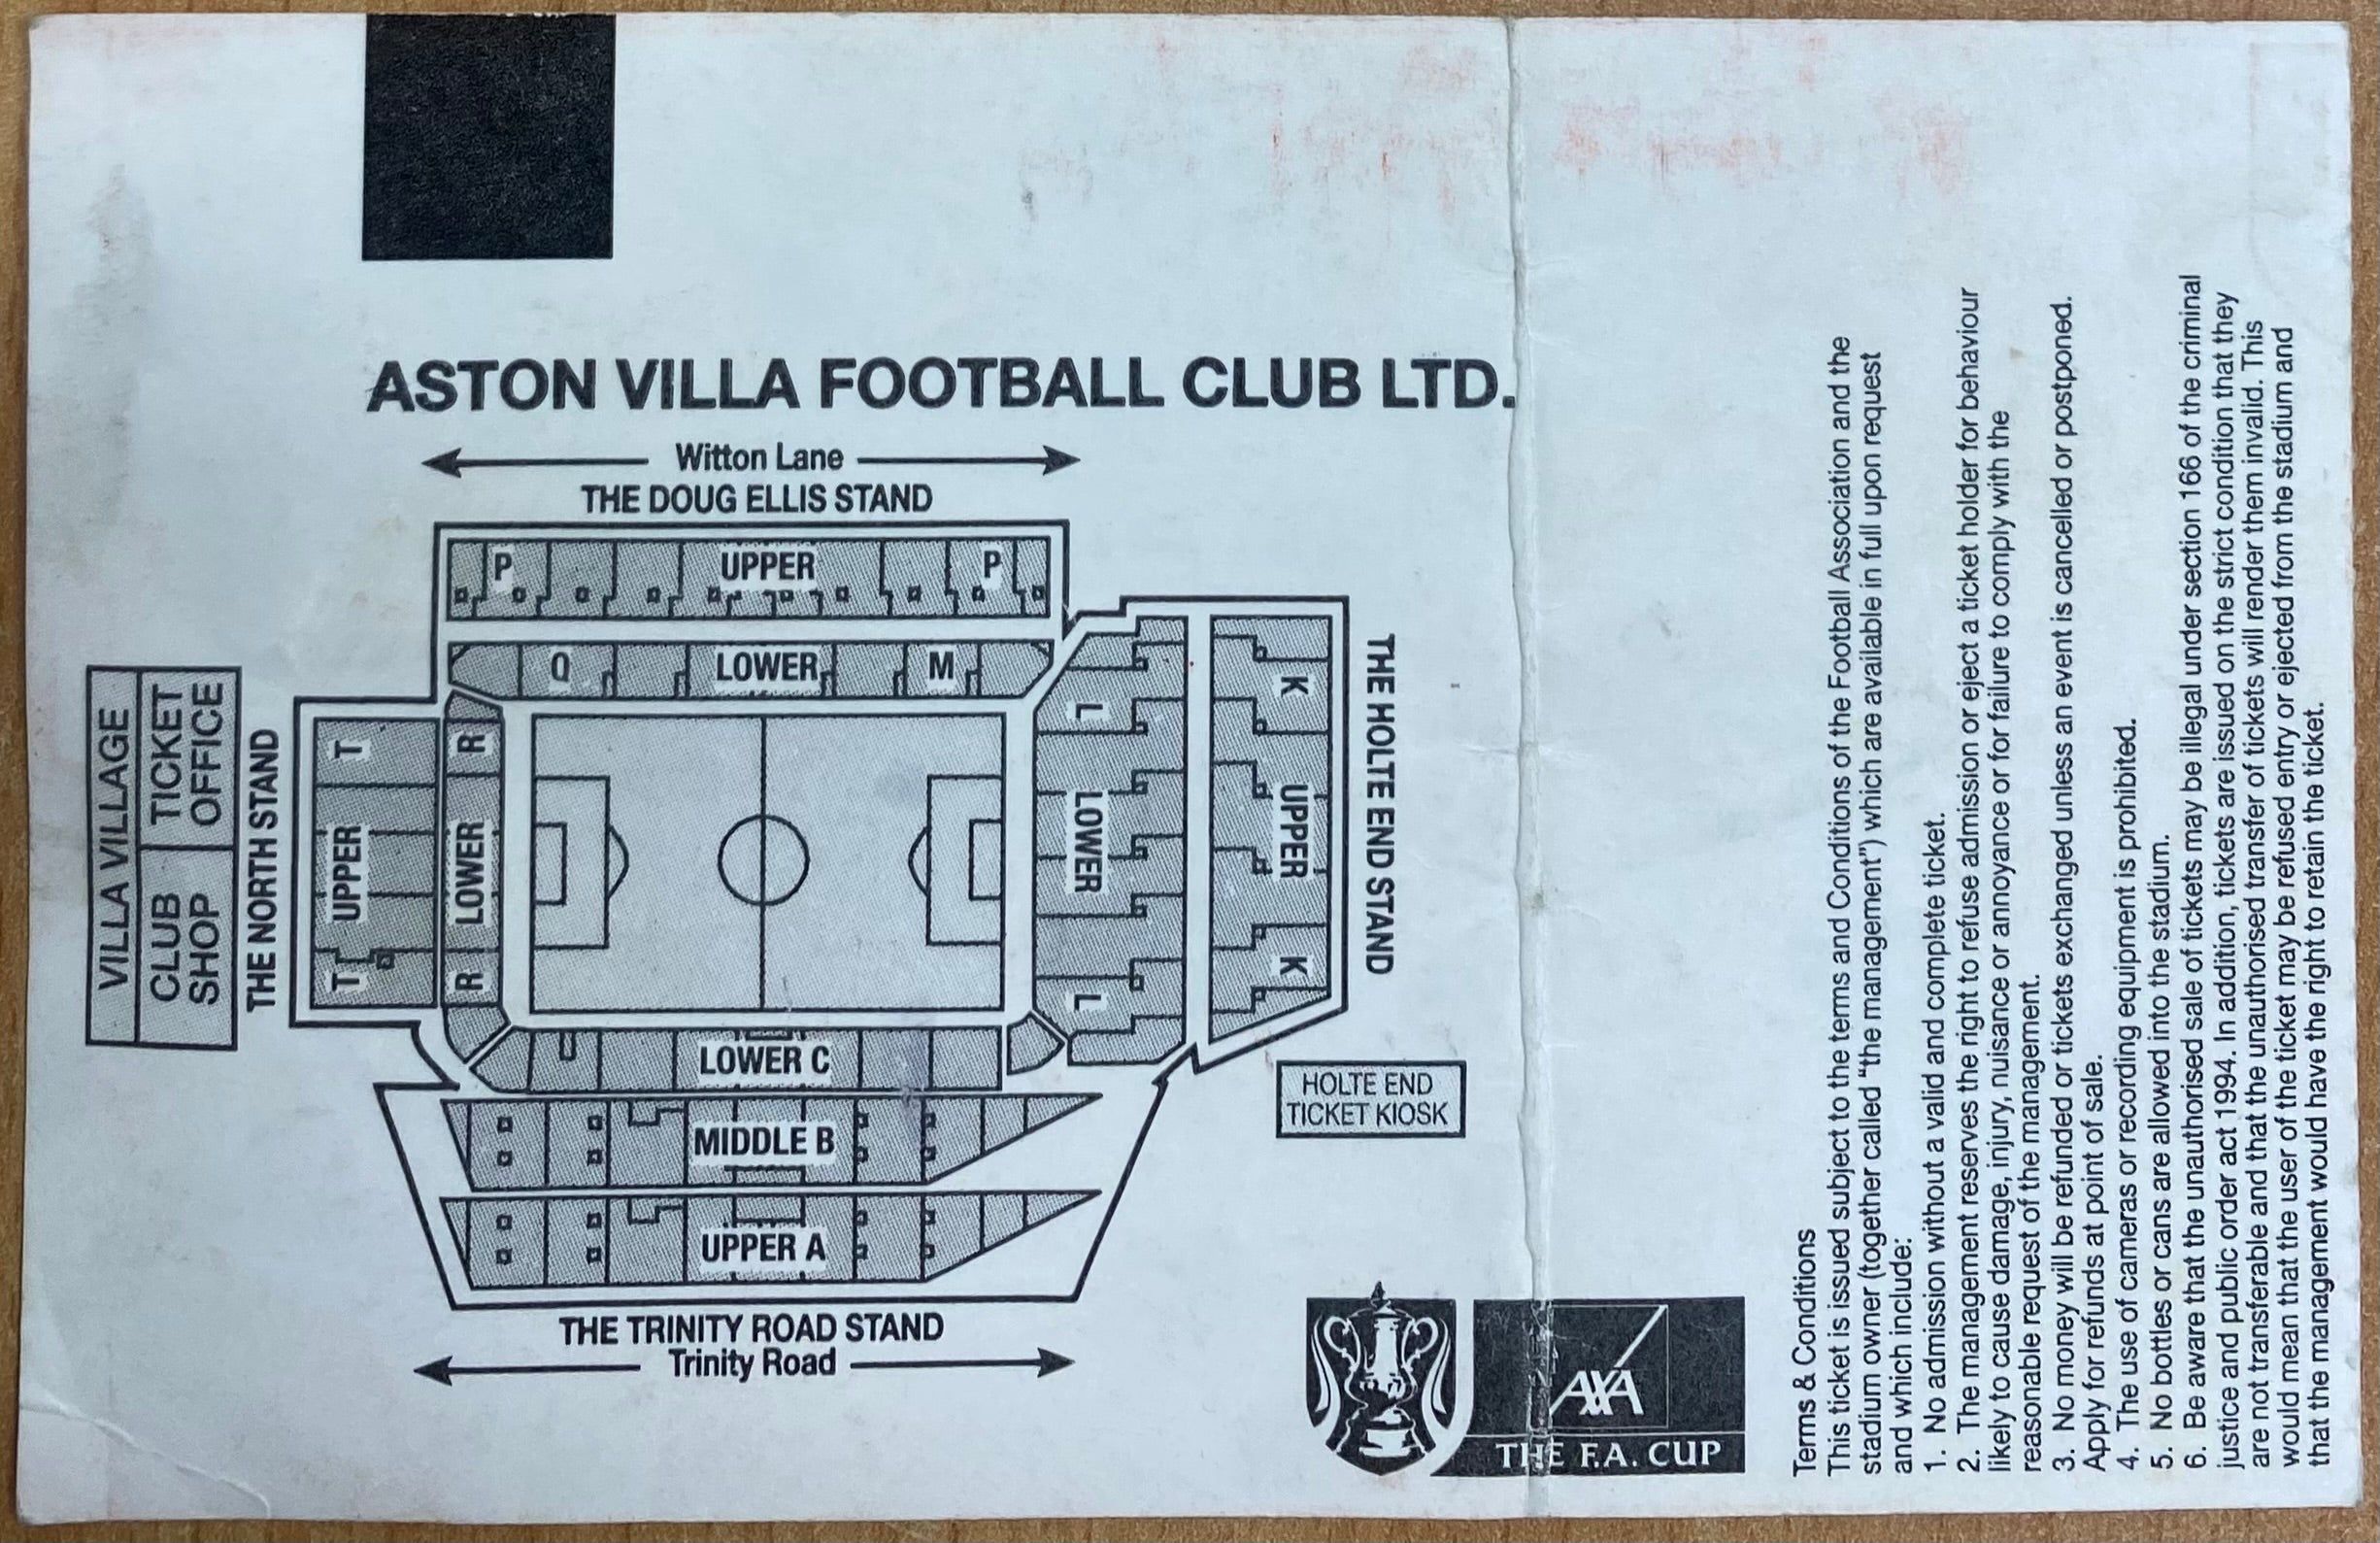 ASTON VILLA FOOTBALL CLUB LTD.
Witton Lane
THE DOUG ELLIS STAND
P
UPPER
P
Q
LOWER
M
VILLA VILLAGE
CLUB
SHOP
TICKET
OFFICE
THE NORTH STAND
T
UPPER
T
R
LOWER
R
L
LOWER
L
K
UPPER
K
THE HOLTE END STAND
LOWER C
MIDDLE B
UPPER A
HOLTE END
TICKET KIOSK
THE TRINITY ROAD STAND
Trinity Road
AXA
THE F.A. CUP
Terms & Conditions
This ticket is issued subject to the terms and Conditions of the Football Association and the
stadium owner (together called "the management") which are available in full upon request
and which include:
1. No admission without a valid and complete ticket.
2. The management reserves the right to refuse admission or eject a ticket holder for behaviour
likely to cause damage, injury, nuisance or annoyance or for failure to comply with the
reasonable request of the management.
3. No money will be refunded or tickets exchanged unless an event is cancelled or postponed.
Apply for refunds at point of sale.
4. The use of cameras or recording equipment is prohibited.
5. No bottles or cans are allowed into the stadium.
6. Be aware that the unauthorised sale of tickets may be illegal under section 166 of the criminal
justice and public order act 1994. In addition, tickets are issued on the strict condition that they
are not transferable and that the unauthorised transfer of tickets will render them invalid. This
would mean that the user of the ticket may be refused entry or ejected from the stadium and
that the management would have the right to retain the ticket.